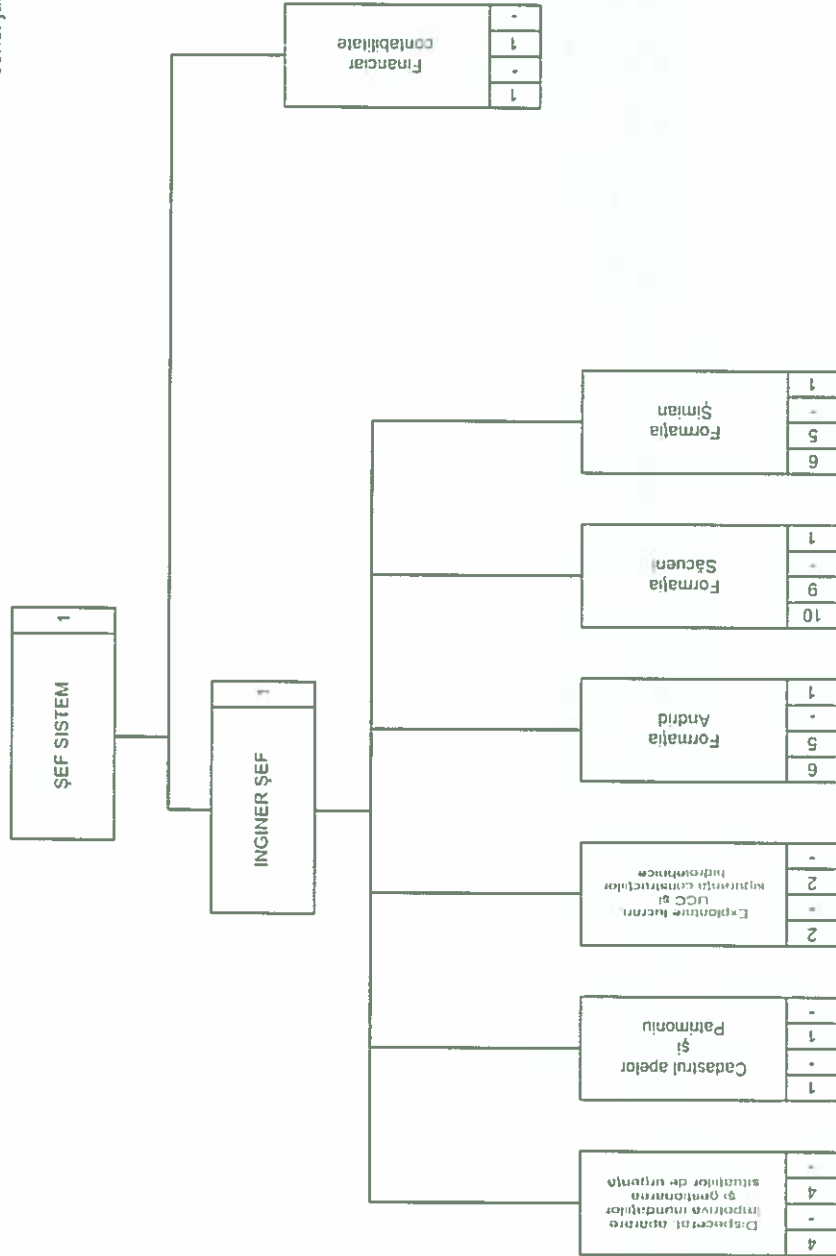 ŞEF SISTEM
1
INGINER ŞEF
1
Financiar
contabilitate
1 - 1 -
Dispecerat, apărare
împotriva inundaţiilor
şi gestionarea
situaţiilor de urgenţă
4 - 4 -
Cadastrul apelor
şi
Patrimoniu
1 - 1 -
Exploatare lucrari,
UCC şi
siguranţa construcţiilor
hidrotehnice
2 - 2 -
Formaţia
Andrid
6 5 - 1
Formaţia
Săcueni
10 9 - 1
Formaţia
Şimian
6 5 - 1